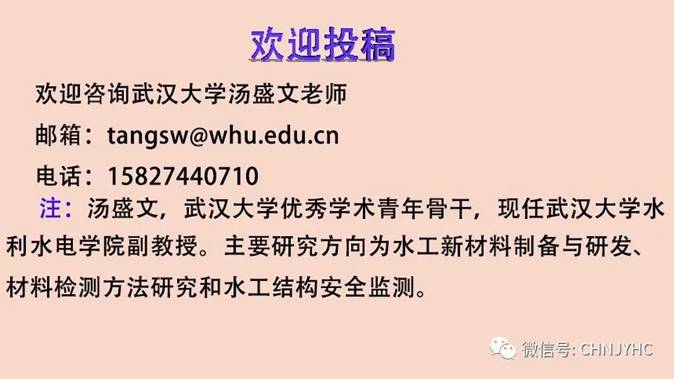 欢迎投稿
欢迎咨询武汉大学汤盛文老师
邮箱：tangsw@whu.edu.cn
电话：15827440710
注：汤盛文，武汉大学优秀学术青年骨干，现任武汉大学水
利水电学院副教授。主要研究方向为水工新材料制备与研发、
材料检测方法研究和水工结构安全监测。
微信号: CHNJYHC